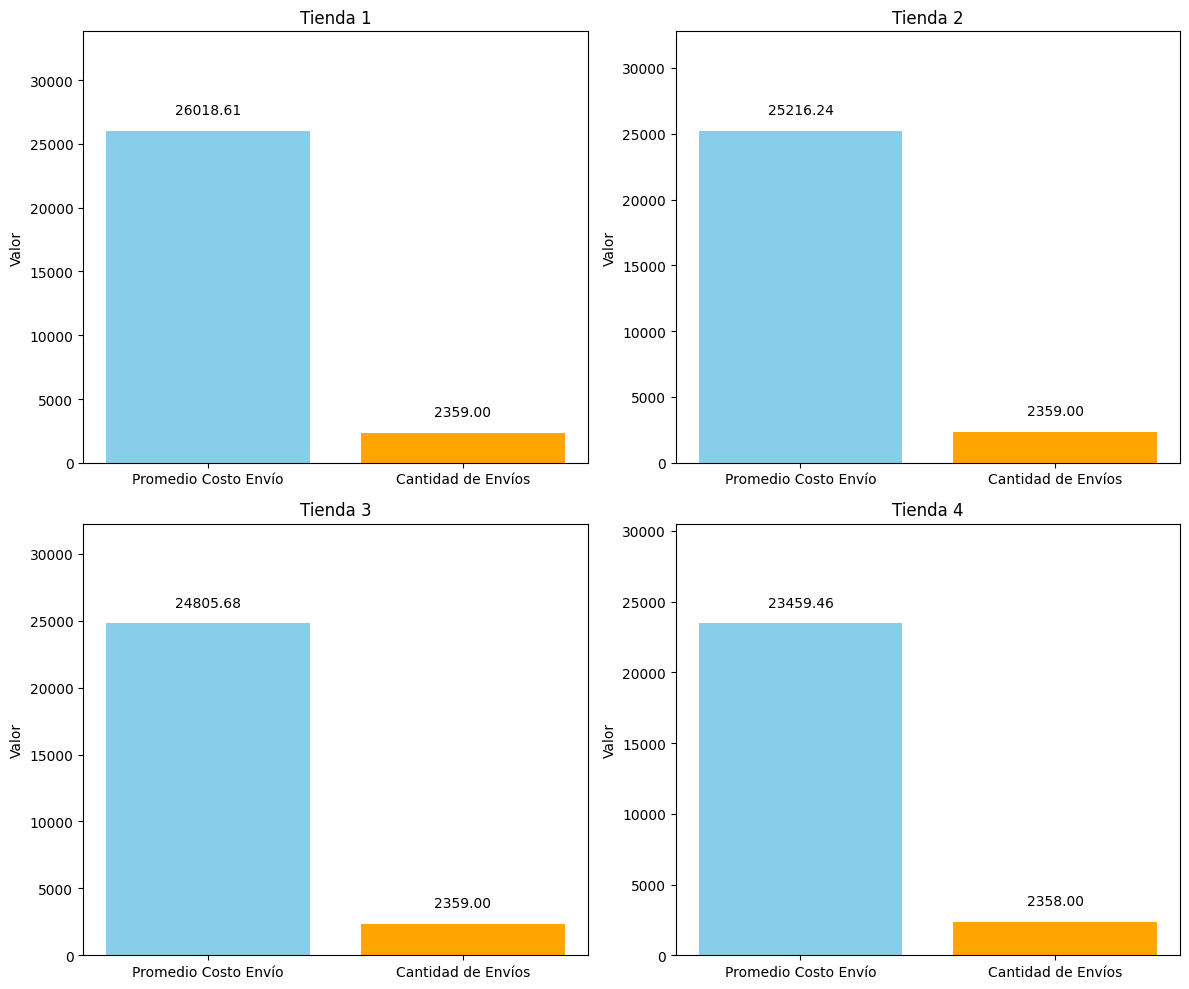 Tienda 1
30000
25000
20000
15000
10000
5000
0
Valor
26018.61
2359.00
Promedio Costo Envío
Cantidad de Envíos
Tienda 2
30000
25000
20000
15000
10000
5000
0
Valor
25216.24
2359.00
Promedio Costo Envío
Cantidad de Envíos
Tienda 3
30000
25000
20000
15000
10000
5000
0
Valor
24805.68
2359.00
Promedio Costo Envío
Cantidad de Envíos
Tienda 4
30000
25000
20000
15000
10000
5000
0
Valor
23459.46
2358.00
Promedio Costo Envío
Cantidad de Envíos